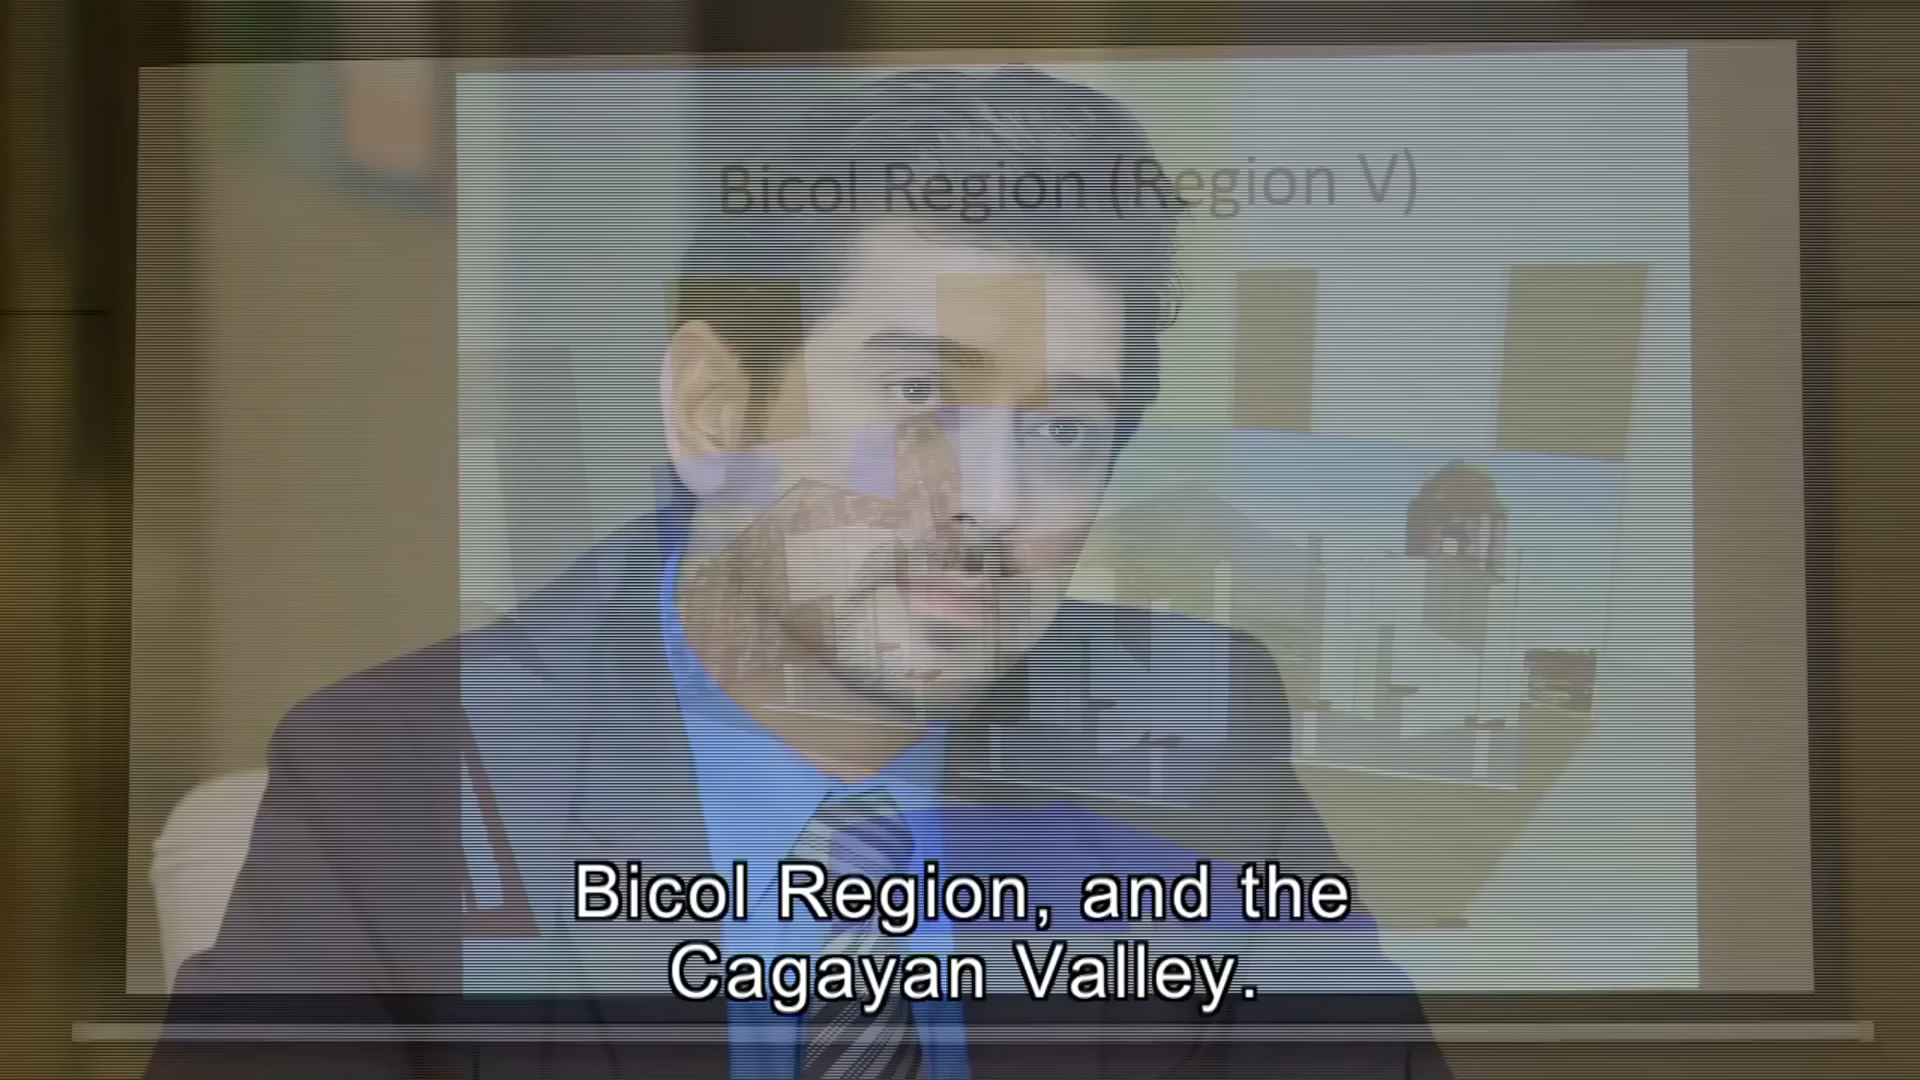 Bicol Region (Region V)
Bicol Region, and the
Cagayan Valley.